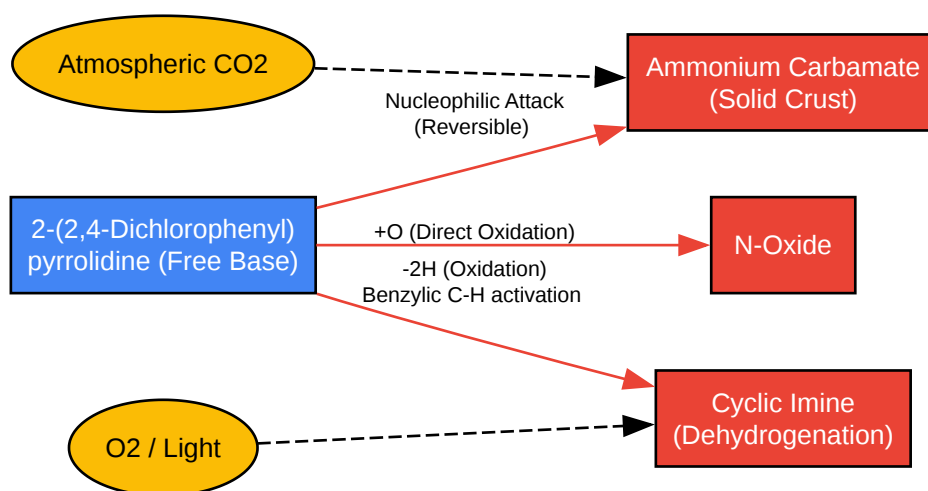 Atmospheric CO2
Ammonium Carbamate
(Solid Crust)
Nucleophilic Attack
(Reversible)
2-(2,4-Dichlorophenyl)
pyrrolidine (Free Base)
+O (Direct Oxidation)
N-Oxide
-2H (Oxidation)
Benzylic C-H activation
Cyclic Imine
(Dehydrogenation)
O2 / Light